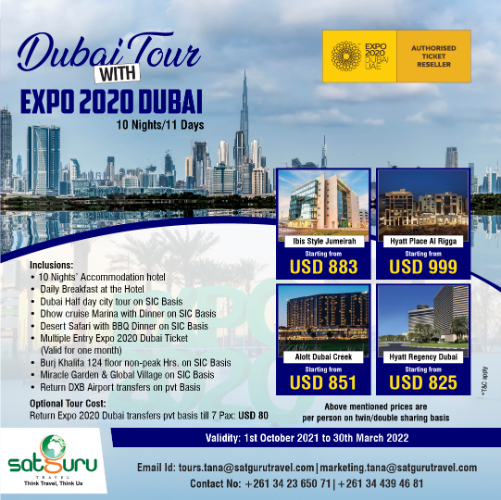 Dubai Tour
WITH
EXPO 2020 DUBAI
10 Nights/11 Days
EXPO
2020
DUBAI
UAE
AUTHORISED
TICKET
RESELLER
Ibis Style Jumeirah
Starting from
USD 883
Hyatt Place Al Rigga
Starting from
USD 999
Aloft Dubai Creek
Starting from
USD 851
Hyatt Regency Dubai
Starting from
USD 825
*T&C apply
Inclusions:
• 10 Nights' Accommodation hotel
• Daily Breakfast at the Hotel
• Dubai Half day city tour on SIC Basis
• Dhow cruise Marina with Dinner on SIC Basis
• Desert Safari with BBQ Dinner on SIC Basis
• Multiple Entry Expo 2020 Dubai Ticket
(Valid for one month)
• Burj Khalifa 124 floor non-peak Hrs. on SIC Basis
• Miracle Garden & Global Village on SIC Basis
• Return DXB Airport transfers on pvt Basis
Optional Tour Cost:
Return Expo 2020 Dubai transfers pvt basis till 7 Pax: USD 80
Above mentioned prices are
per person on twin/double sharing basis
Validity: 1st October 2021 to 30th March 2022
satguru
TRAVEL
Think Travel, Think Us
Email Id: tours.tana@satgurutravel.com|marketing.tana@satgurutravel.com
Contact No: +261 34 23 650 71|+261 34 439 46 81